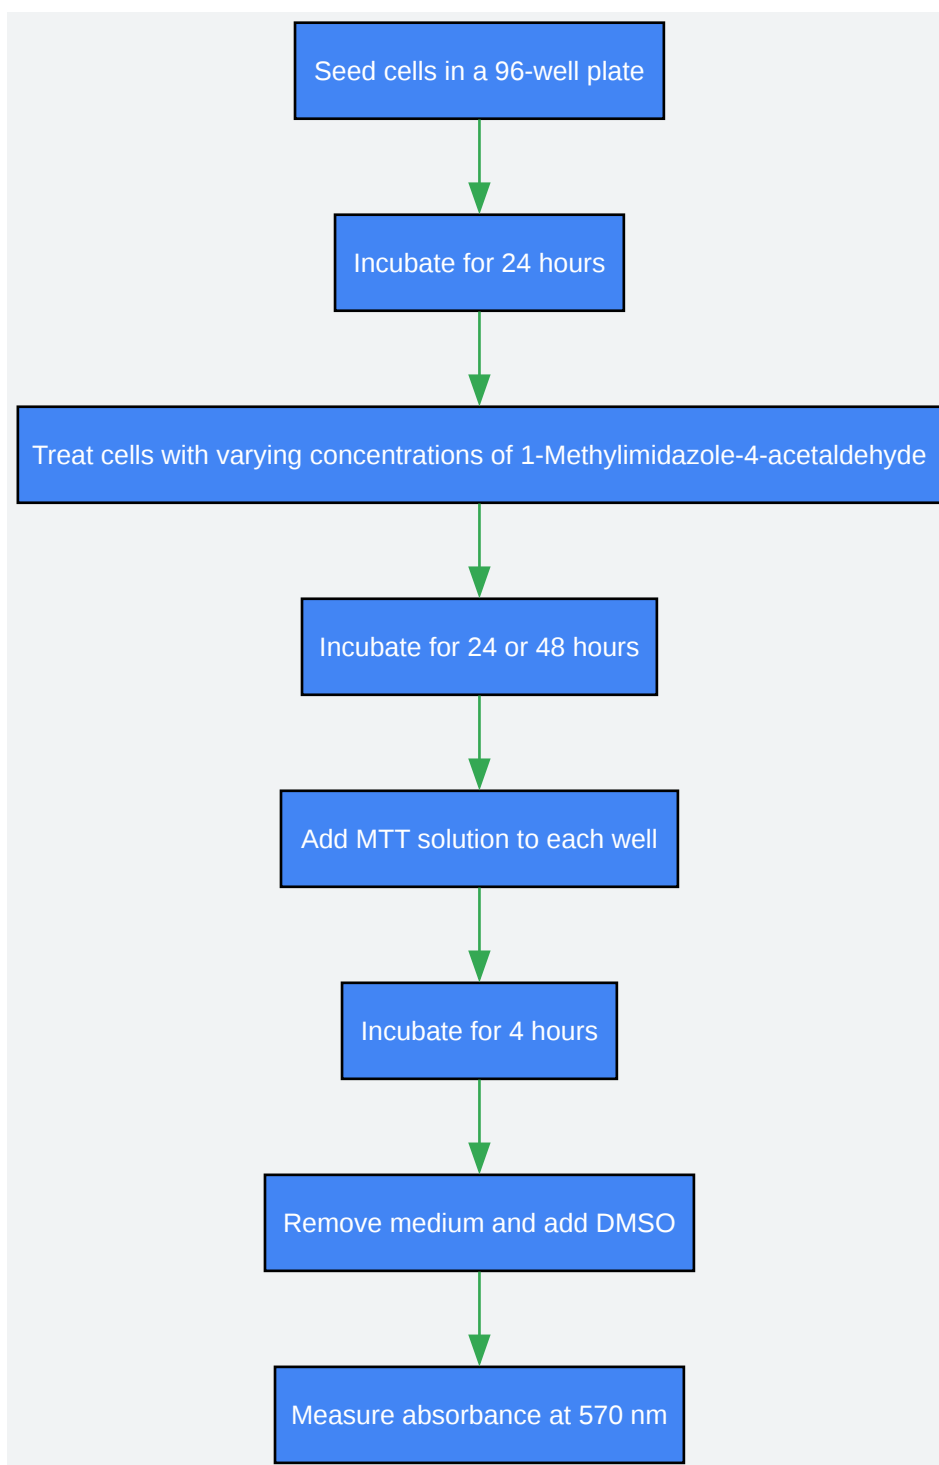 Seed cells in a 96-well plate
Incubate for 24 hours
Treat cells with varying concentrations of 1-Methylimidazole-4-acetaldehyde
Incubate for 24 or 48 hours
Add MTT solution to each well
Incubate for 4 hours
Remove medium and add DMSO
Measure absorbance at 570 nm